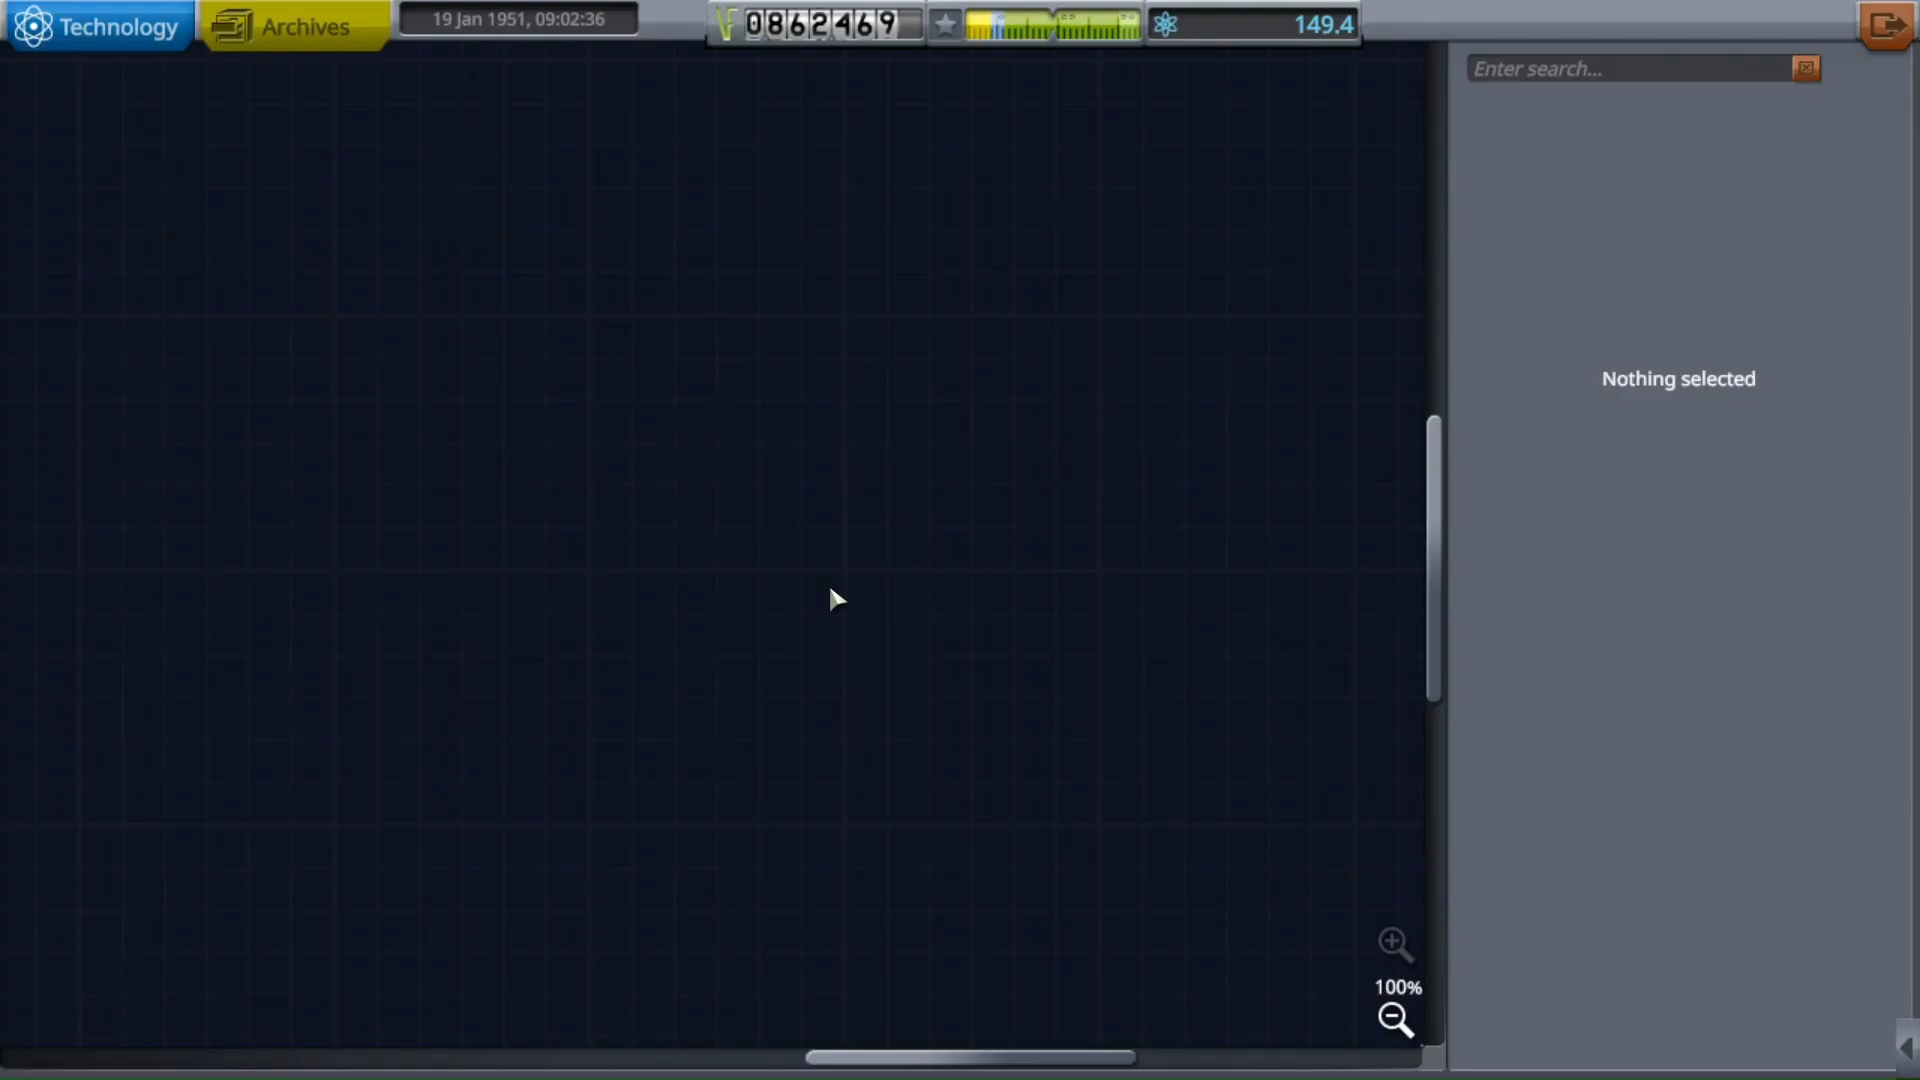 Technology
Archives
19 Jan 1951, 09:02:36
0862469
149.4
Enter search...
Nothing selected
100%